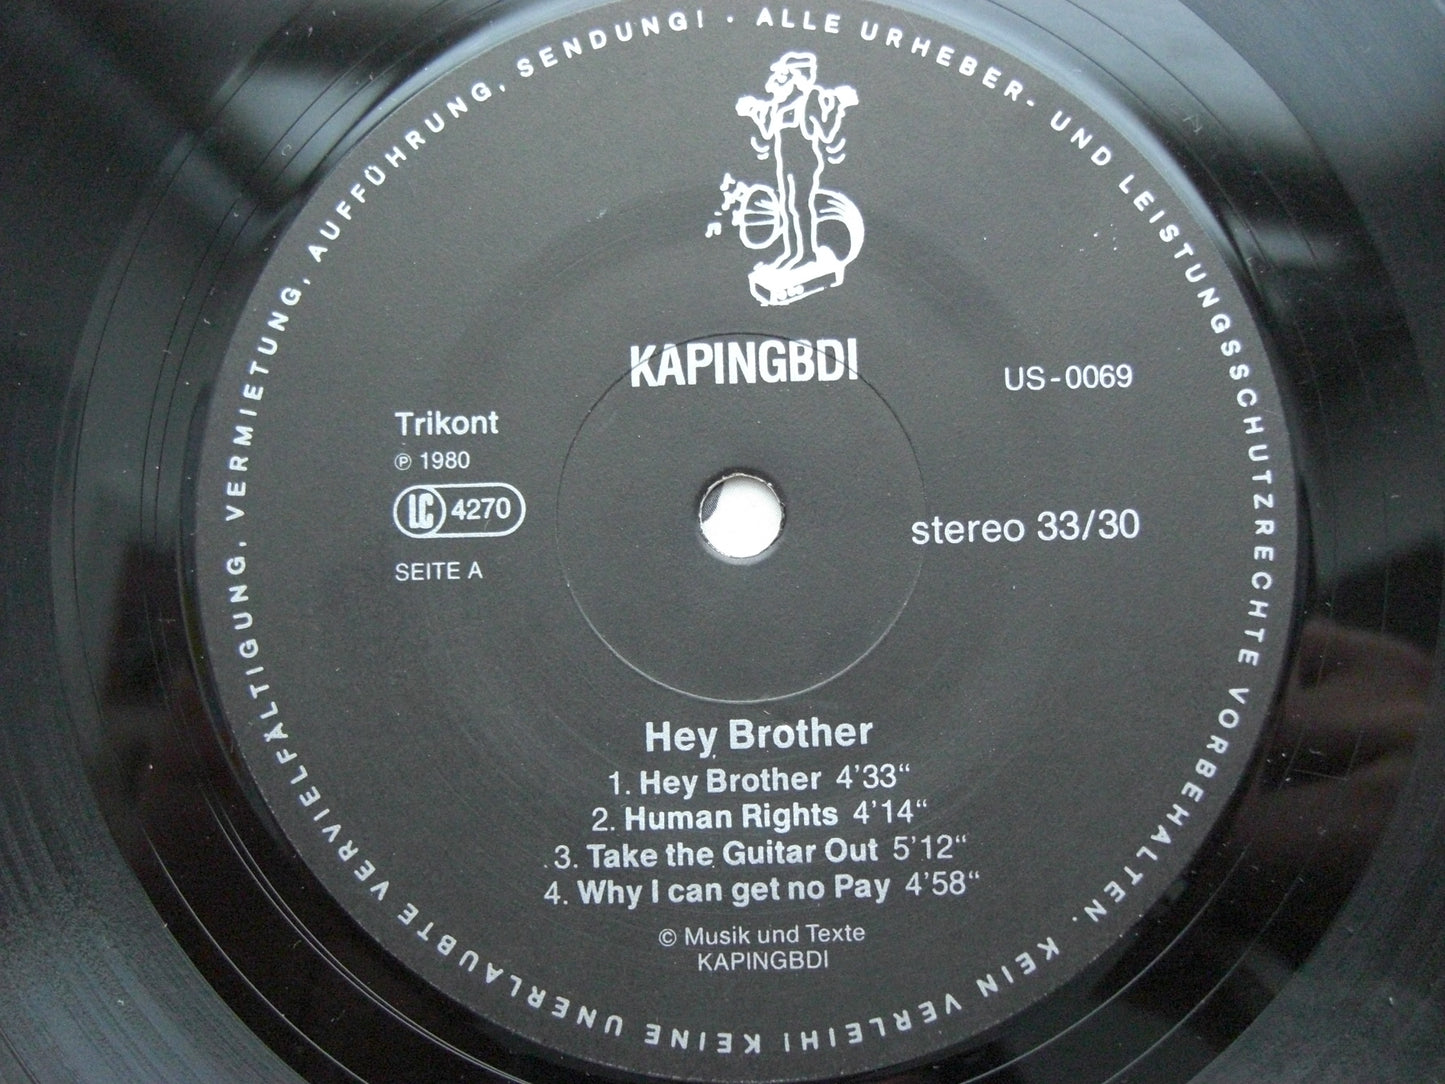 ALLE URHEBER- UND LEISTUNGSSCHUTZRECHTE VORBEHALTEN. KEIN VERLEIH! KEINE UNERLAUBTE VERVIELFÄLTIGUNG, VERMIETUNG, AUFFÜHRUNG, SENDUNG! ·
KAPINGBDI
US-0069
Trikont
℗ 1980
LC 4270
stereo 33/30
SEITE A
Hey Brother
1. Hey Brother 4'33“
2. Human Rights 4'14“
3. Take the Guitar Out 5'12“
4. Why I can get no Pay 4'58“
© Musik und Texte
KAPINGBDI